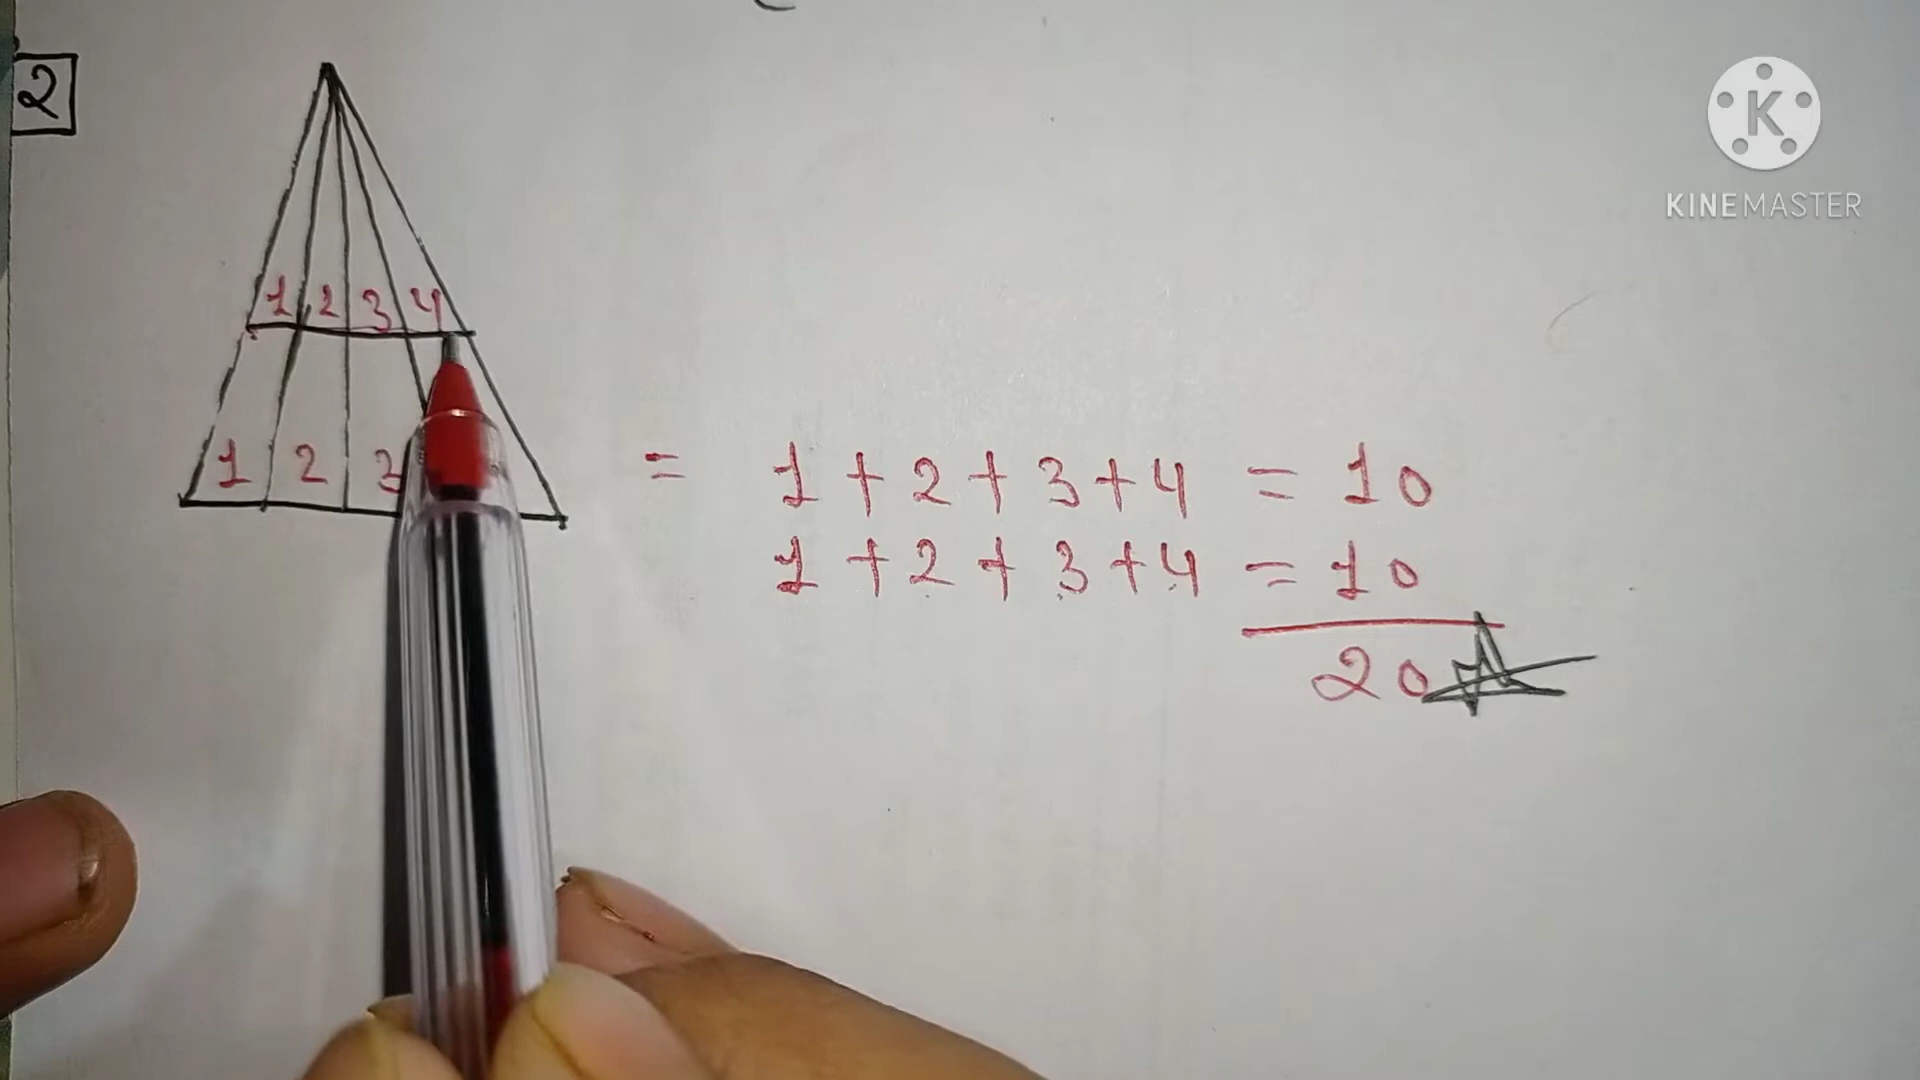 2
1 2 3 4
1 2 3
= 1 + 2 + 3 + 4 = 10
1 + 2 + 3 + 4 = 10
20
K
KINEMASTER